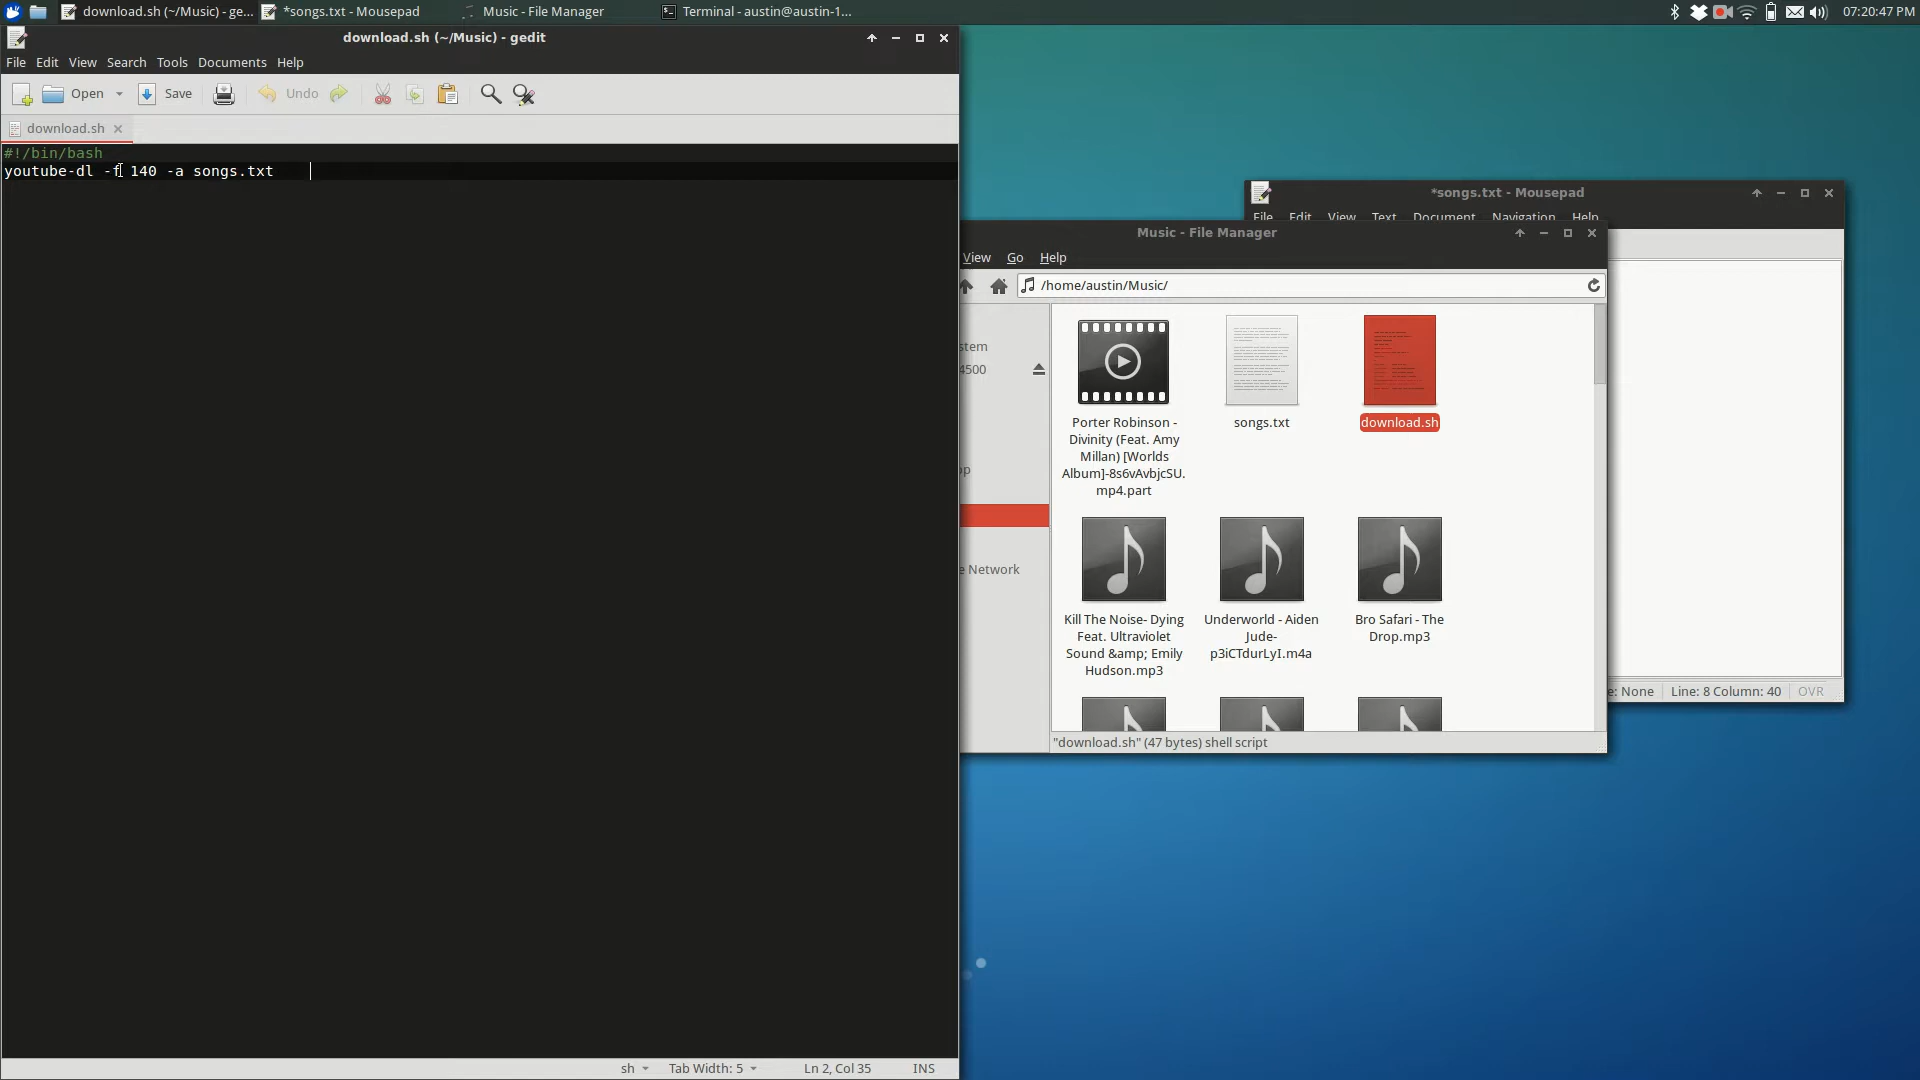 download.sh (~/Music) - ge...
*songs.txt - Mousepad
Music - File Manager
Terminal - austin@austin-1...
07:20:47 PM
download.sh (~/Music) - gedit
File Edit View Search Tools Documents Help
Open Save Undo
download.sh
#!/bin/bash
youtube-dl -f 140 -a songs.txt
sh Tab Width: 5 Ln 2, Col 35 INS
*songs.txt - Mousepad
File Edit View Text Document Navigation Help
Music - File Manager
View Go Help
/home/austin/Music/
stem
4500
op
e Network
Porter Robinson -
Divinity (Feat. Amy
Millan) [Worlds
Album]-8s6vAvbjcSU.
mp4.part
songs.txt
download.sh
Kill The Noise- Dying
Feat. Ultraviolet
Sound &amp; Emily
Hudson.mp3
Underworld - Aiden
Jude-
p3iCTdurLyI.m4a
Bro Safari - The
Drop.mp3
"download.sh" (47 bytes) shell script
e: None Line: 8 Column: 40 OVR